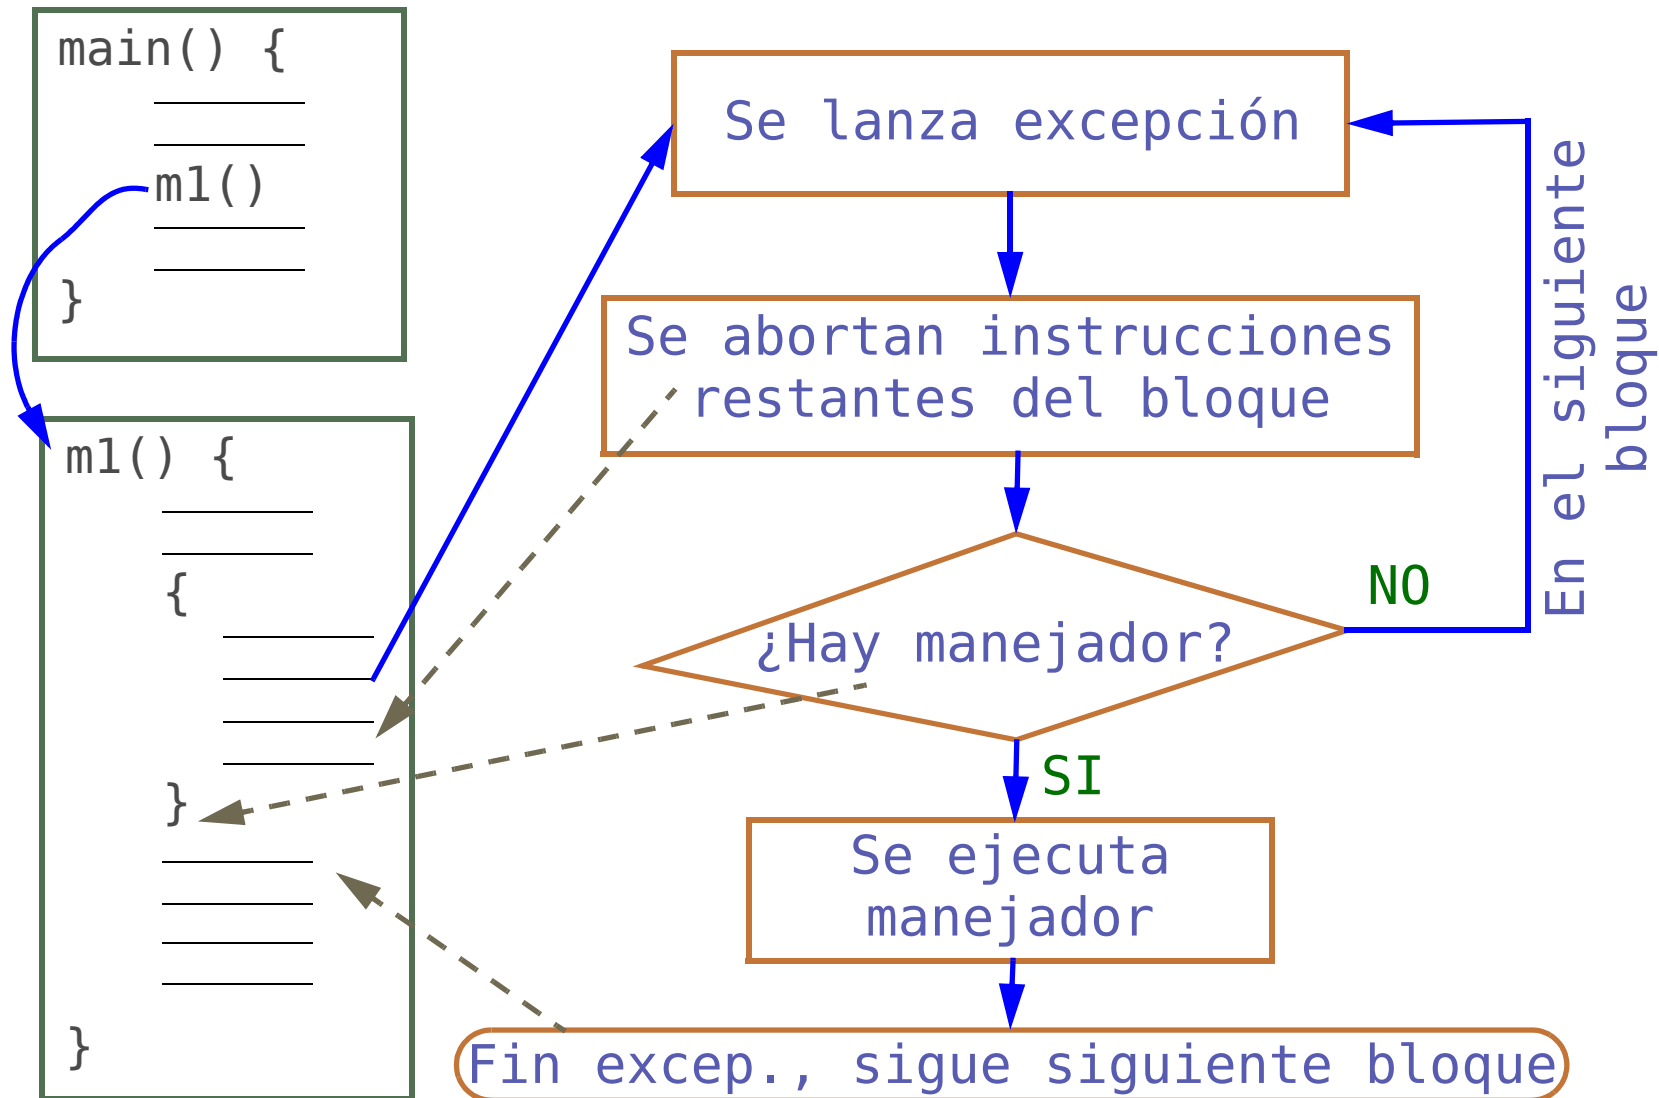 main() {
m1()
}
m1() {
{
}
}
Se lanza excepción
Se abortan instrucciones
restantes del bloque
¿Hay manejador?
NO
En el siguiente
bloque
SI
Se ejecuta
manejador
Fin excep., sigue siguiente bloque